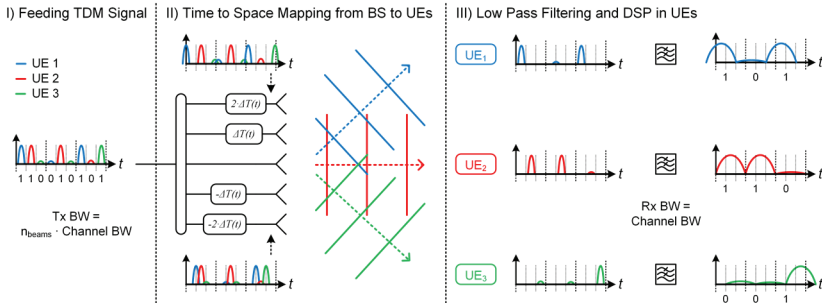 I) Feeding TDM Signal
UE 1
UE 2
UE 3
t
1 1 0 0 1 0 1 0 1
Tx BW =
n_beams · Channel BW
II) Time to Space Mapping from BS to UEs
t
2·ΔT(t)
ΔT(t)
-ΔT(t)
-2·ΔT(t)
t
III) Low Pass Filtering and DSP in UEs
UE₁
t
t
1 0 1
UE₂
t
t
1 1 0
Rx BW =
Channel BW
UE₃
t
t
0 0 1